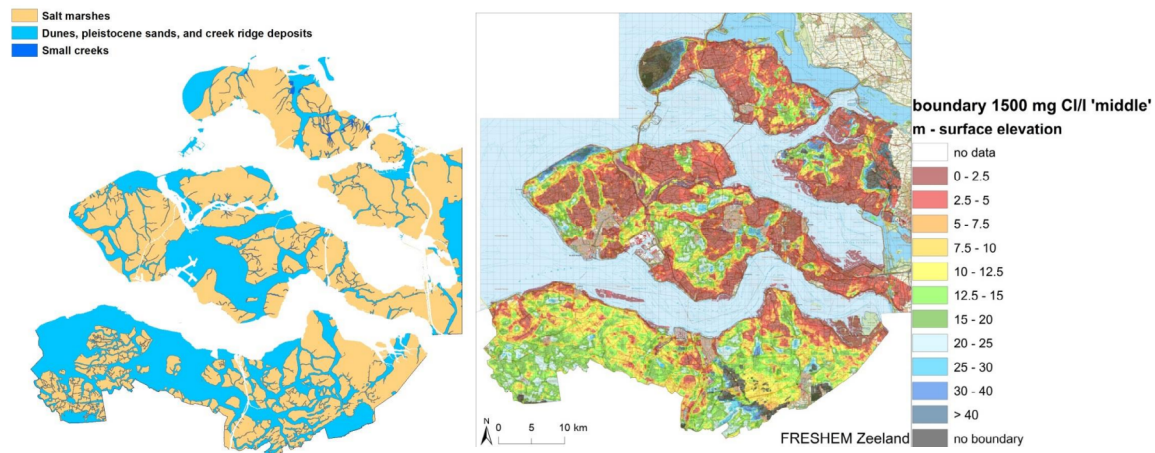 Salt marshes
Dunes, pleistocene sands, and creek ridge deposits
Small creeks
boundary 1500 mg Cl/l 'middle'
m - surface elevation
no data
0 - 2.5
2.5 - 5
5 - 7.5
7.5 - 10
10 - 12.5
12.5 - 15
15 - 20
20 - 25
25 - 30
30 - 40
> 40
no boundary
N
0 5 10 km
FRESHEM Zeeland